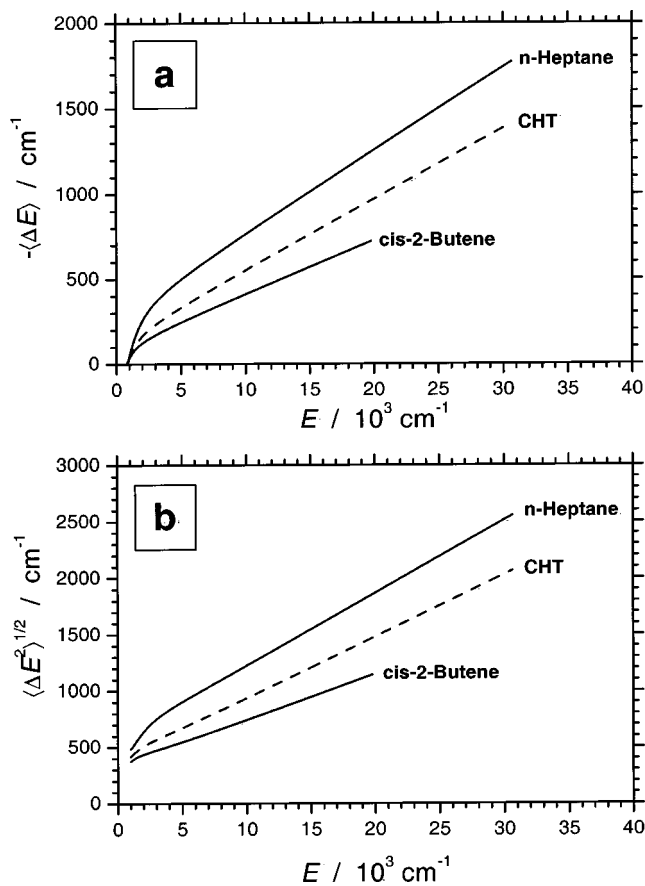 2000
a
n-Heptane
1500
CHT
-⟨ΔE⟩ / cm⁻¹
1000
cis-2-Butene
500
0
0 5 10 15 20 25 30 35 40
E / 10³ cm⁻¹
3000
b
n-Heptane
2500
CHT
2000
⟨ΔE²⟩¹/² / cm⁻¹
1500
cis-2-Butene
1000
500
0
0 5 10 15 20 25 30 35 40
E / 10³ cm⁻¹